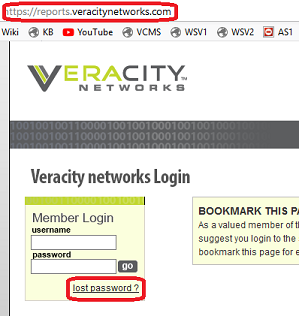 https://reports.veracitynetworks.com
Wiki KB YouTube VCMS WSV1 WSV2 AS1
VERACITY™
NETWORKS
Veracity networks Login
Member Login
username
password
go
lost password ?
BOOKMARK THIS PA
As a valued member of th
suggest you login to the
bookmark this page for e